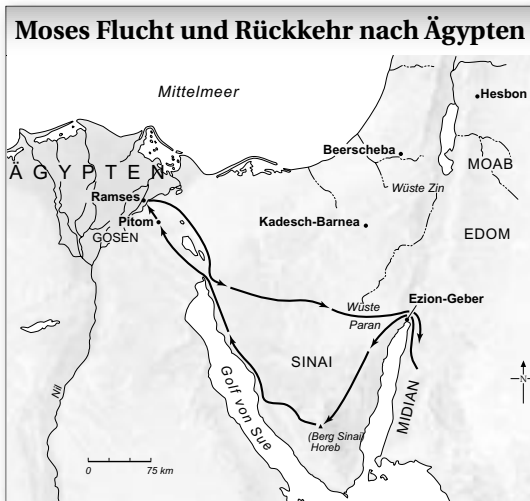 Moses Flucht und Rückkehr nach Ägypten
Mittelmeer
Hesbon
ÄGYPTEN
Beerscheba
MOAB
Wüste Zin
Ramses
Pitom
GOSEN
Kadesch-Barnea
EDOM
Ezion-Geber
Wüste
Paran
SINAI
N
Golf von Sue
MIDIAN
Nil
(Berg Sinai)
Horeb
0 75 km